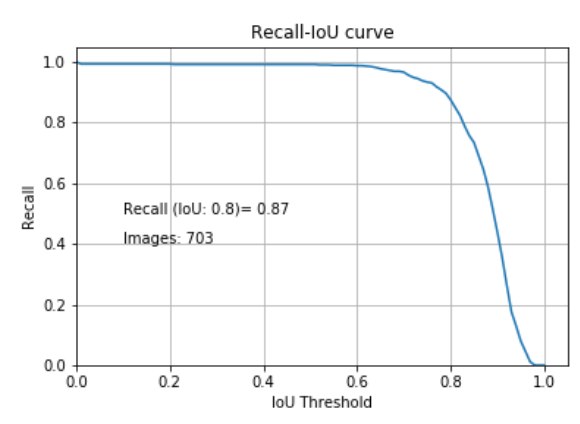 Recall-IoU curve
1.0
0.8
0.6
0.4
0.2
0.0
Recall
Recall (IoU: 0.8)= 0.87
Images: 703
0.0 0.2 0.4 0.6 0.8 1.0
IoU Threshold